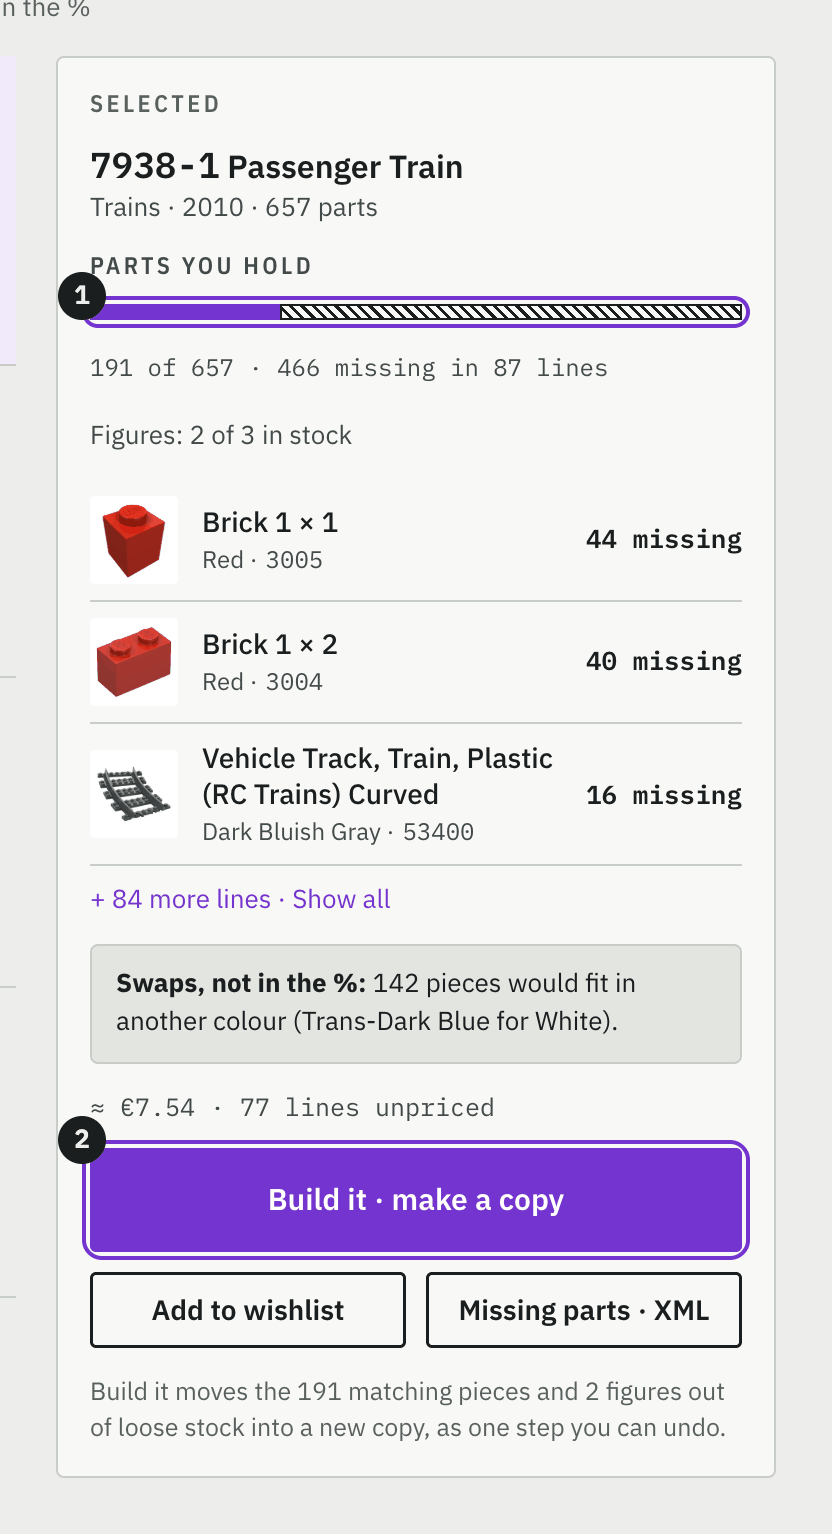 n the %
SELECTED
7938-1 Passenger Train
Trains · 2010 · 657 parts
PARTS YOU HOLD
1
191 of 657 · 466 missing in 87 lines
Figures: 2 of 3 in stock
Brick 1 × 1
Red · 3005
44 missing
Brick 1 × 2
Red · 3004
40 missing
Vehicle Track, Train, Plastic
(RC Trains) Curved
Dark Bluish Gray · 53400
16 missing
+ 84 more lines · Show all
Swaps, not in the %: 142 pieces would fit in
another colour (Trans-Dark Blue for White).
≈ €7.54 · 77 lines unpriced
2
Build it · make a copy
Add to wishlist
Missing parts · XML
Build it moves the 191 matching pieces and 2 figures out
of loose stock into a new copy, as one step you can undo.